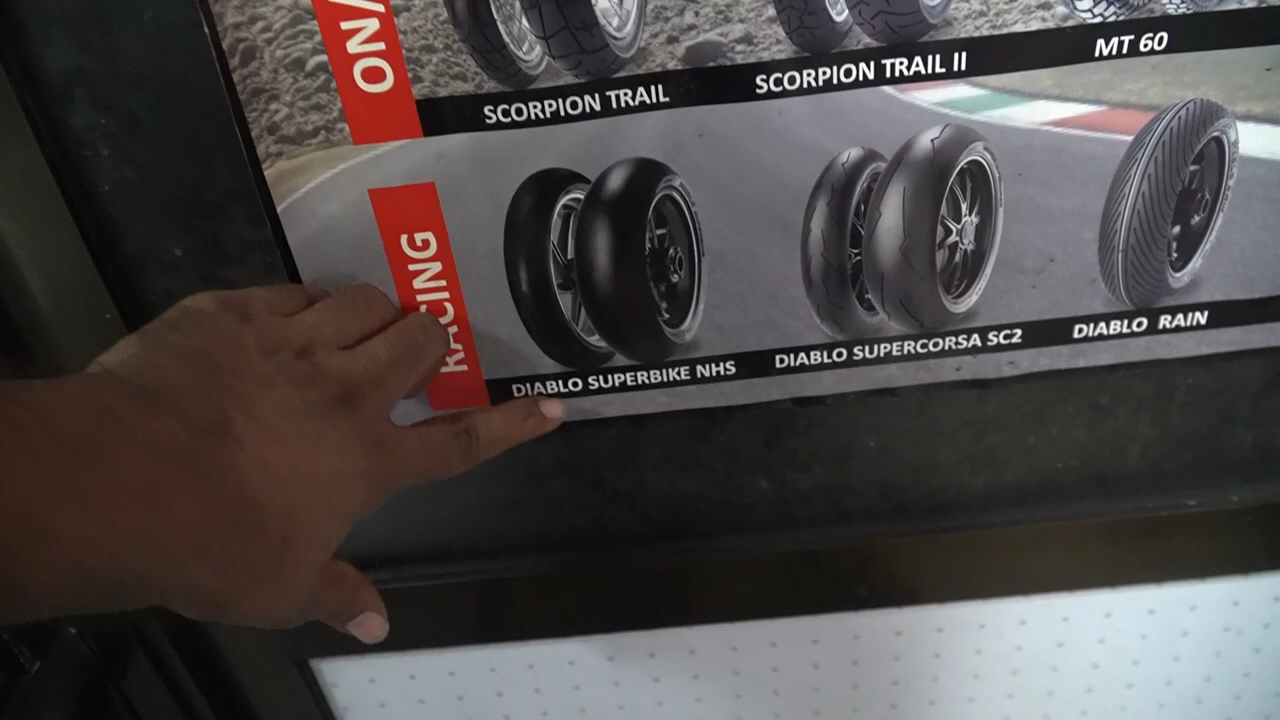 ON/
SCORPION TRAIL
SCORPION TRAIL II
MT 60
RACING
DIABLO SUPERBIKE NHS
DIABLO SUPERCORSA SC2
DIABLO RAIN